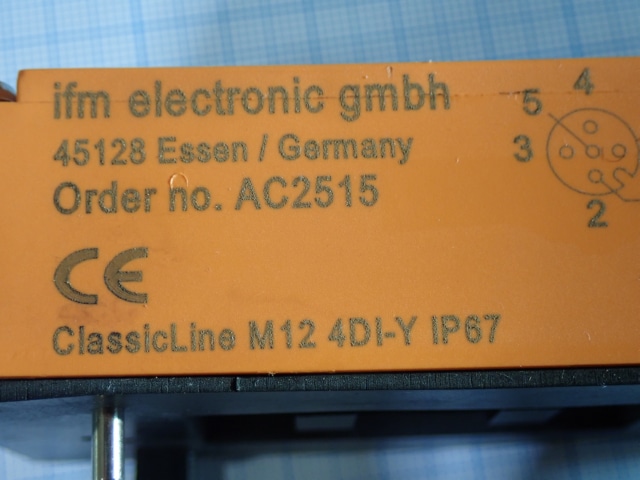 ifm electronic gmbh
45128 Essen / Germany
Order no. AC2515
CE
ClassicLine M12 4DI-Y IP67
4
5
3
2